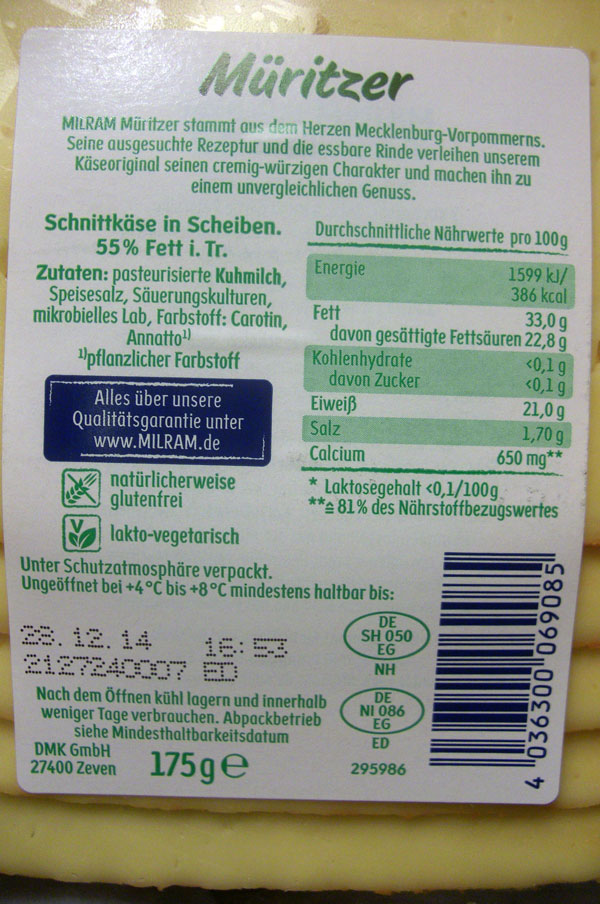 Müritzer
MILRAM Müritzer stammt aus dem Herzen Mecklenburg-Vorpommerns.
Seine ausgesuchte Rezeptur und die essbare Rinde verleihen unserem
Käseoriginal seinen cremig-würzigen Charakter und machen ihn zu
einem unvergleichlichen Genuss.
Schnittkäse in Scheiben.
55% Fett i. Tr.
Zutaten: pasteurisierte Kuhmilch,
Speisesalz, Säuerungskulturen,
mikrobielles Lab, Farbstoff: Carotin,
Annatto¹⁾
¹⁾pflanzlicher Farbstoff
Alles über unsere
Qualitätsgarantie unter
www.MILRAM.de
natürlicherweise
glutenfrei
lakto-vegetarisch
Durchschnittliche Nährwerte pro 100g
Energie 1599 kJ/
386 kcal
Fett 33,0 g
davon gesättigte Fettsäuren 22,8 g
Kohlenhydrate <0,1 g
davon Zucker <0,1 g
Eiweiß 21,0 g
Salz 1,70 g
Calcium 650 mg**
* Laktosegehalt <0,1/100g
**≙ 81% des Nährstoffbezugswertes
Unter Schutzatmosphäre verpackt.
Ungeöffnet bei +4°C bis +8°C mindestens haltbar bis:
28. 12. 14 16: 53
2127240007 ED
Nach dem Öffnen kühl lagern und innerhalb
weniger Tage verbrauchen. Abpackbetrieb
siehe Mindesthaltbarkeitsdatum
DMK GmbH
27400 Zeven
175g e
DE
SH 050
EG
NH
DE
NI 086
EG
ED
295986
4 036300 069085